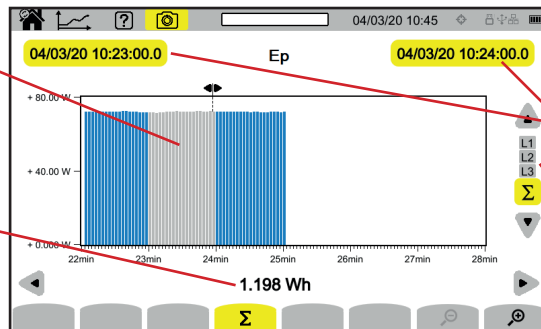 ?
04/03/20 10:45
04/03/20 10:23:00.0
Ep
04/03/20 10:24:00.0
+ 80.00 W
+ 40.00 W
+ 0.000 W
L1
L2
L3
Σ
22min 23min 24min 25min 26min 27min 28min
1.198 Wh
Σ